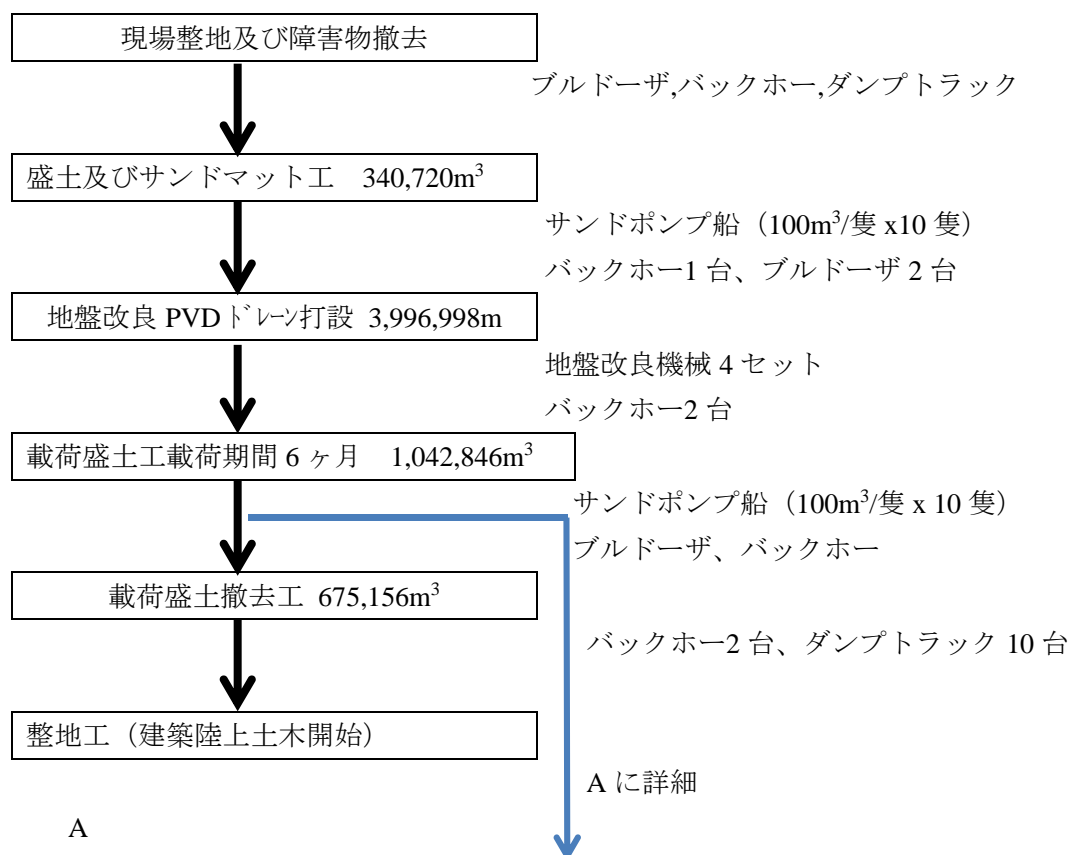 現場整地及び障害物撤去
ブルドーザ,バックホー,ダンプトラック
盛土及びサンドマット工 340,720m³
サンドポンプ船（100m³/隻 x10 隻）
バックホー1 台、ブルドーザ 2 台
地盤改良 PVD ﾄﾞﾚｰﾝ打設 3,996,998m
地盤改良機械 4 セット
バックホー2 台
載荷盛土工載荷期間 6 ヶ月 1,042,846m³
サンドポンプ船（100m³/隻 x 10 隻）
ブルドーザ、バックホー
載荷盛土撤去工 675,156m³
バックホー2 台、ダンプトラック 10 台
整地工（建築陸上土木開始）
A に詳細
A